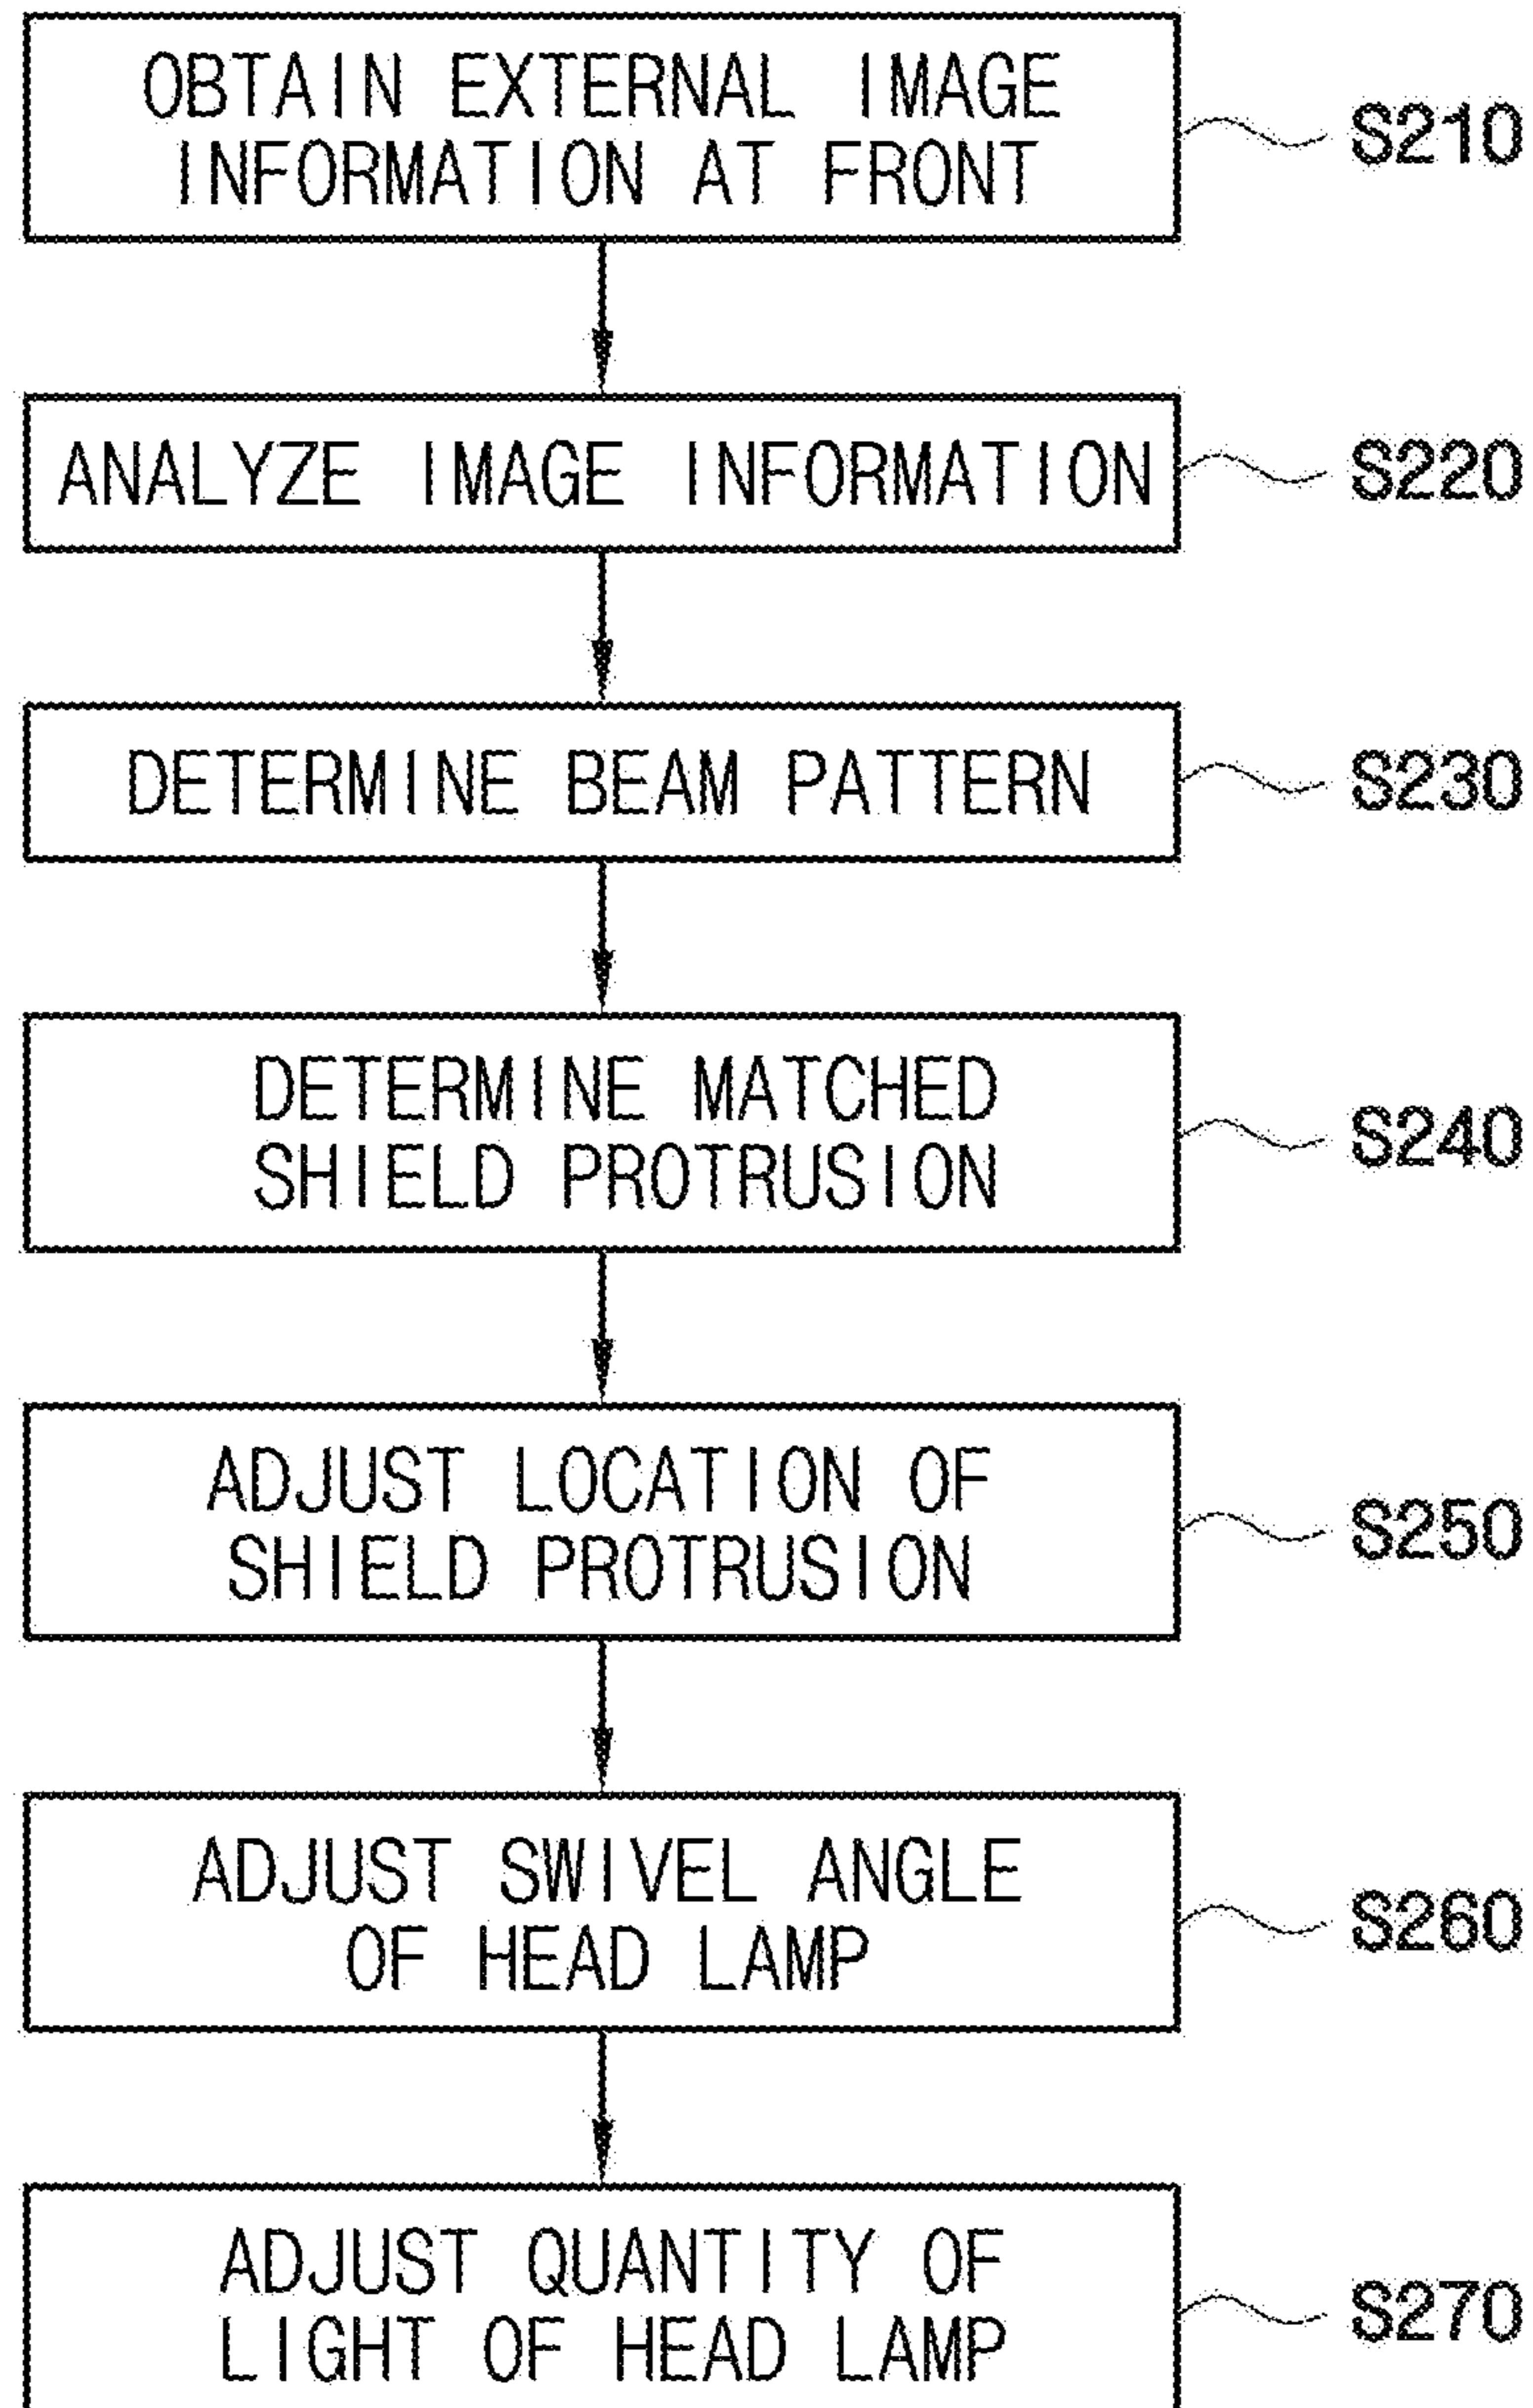 OBTAIN EXTERNAL IMAGE
INFORMATION AT FRONT
S210
ANALYZE IMAGE INFORMATION
S220
DETERMINE BEAM PATTERN
S230
DETERMINE MATCHED
SHIELD PROTRUSION
S240
ADJUST LOCATION OF
SHIELD PROTRUSION
S250
ADJUST SWIVEL ANGLE
OF HEAD LAMP
S260
ADJUST QUANTITY OF
LIGHT OF HEAD LAMP
S270